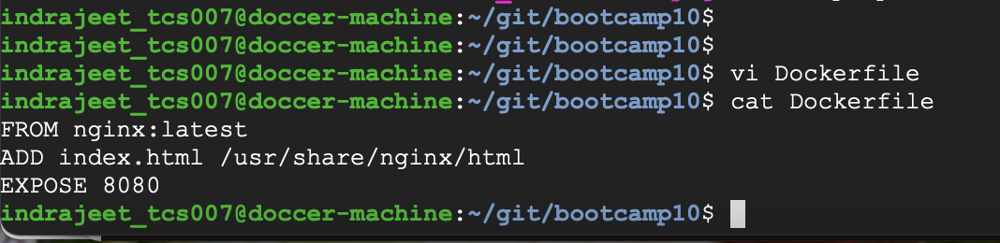 indrajeet_tcs007@doccer-machine:~/git/bootcamp10$
indrajeet_tcs007@doccer-machine:~/git/bootcamp10$
indrajeet_tcs007@doccer-machine:~/git/bootcamp10$ vi Dockerfile
indrajeet_tcs007@doccer-machine:~/git/bootcamp10$ cat Dockerfile
FROM nginx:latest
ADD index.html /usr/share/nginx/html
EXPOSE 8080
indrajeet_tcs007@doccer-machine:~/git/bootcamp10$